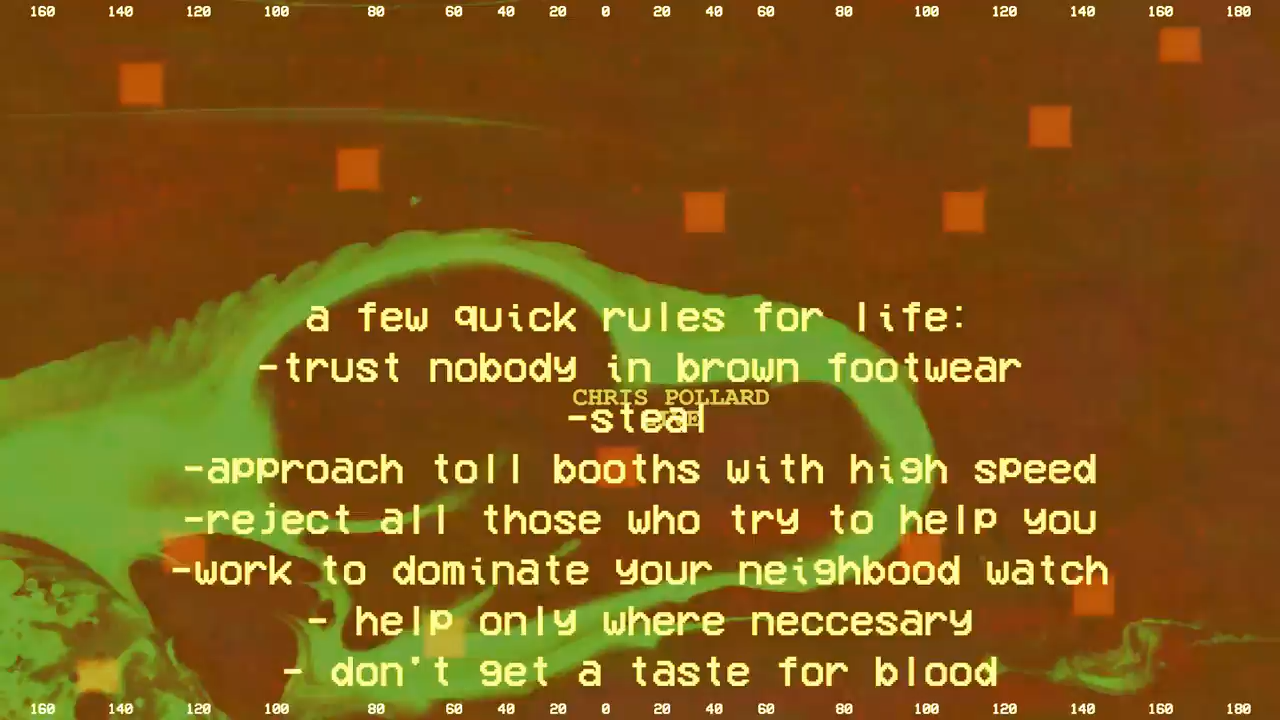 160 140 120 100 80 60 40 20 0 20 40 60 80 100 120 140 160 180
a few quick rules for life:
-trust nobody in brown footwear
CHRIS POLLARD
-steal
-approach toll booths with high speed
-reject all those who try to help you
-work to dominate your neighbood watch
- help only where neccesary
- don't get a taste for blood
160 140 120 100 80 60 40 20 0 20 40 60 80 100 120 140 160 180